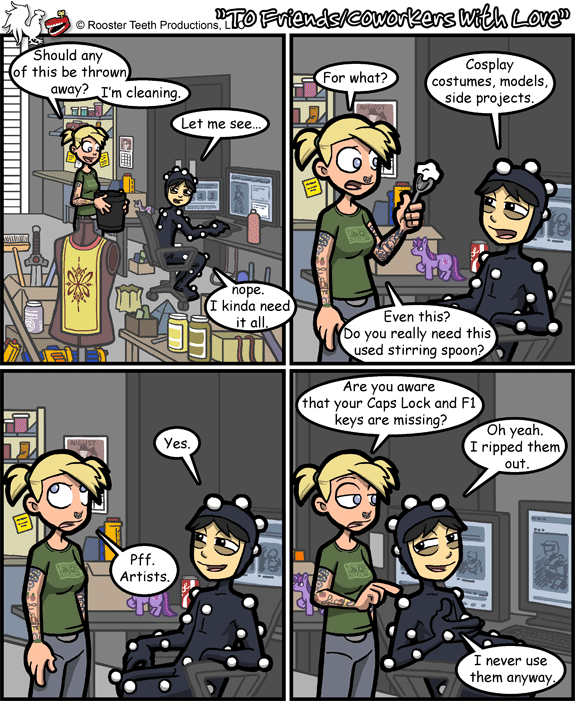 © Rooster Teeth Productions, L
"To Friends/Coworkers With Love"
Should any
of this be thrown
away?
I'm cleaning.
Let me see...
nope.
I kinda need
it all.
For what?
Cosplay
costumes, models,
side projects.
AUGUST
Even this?
Do you really need this
used stirring spoon?
Yes.
AUGUST
Pff.
Artists.
Are you aware
that your Caps Lock and F1
keys are missing?
Oh yeah.
I ripped them
out.
I never use
them anyway.